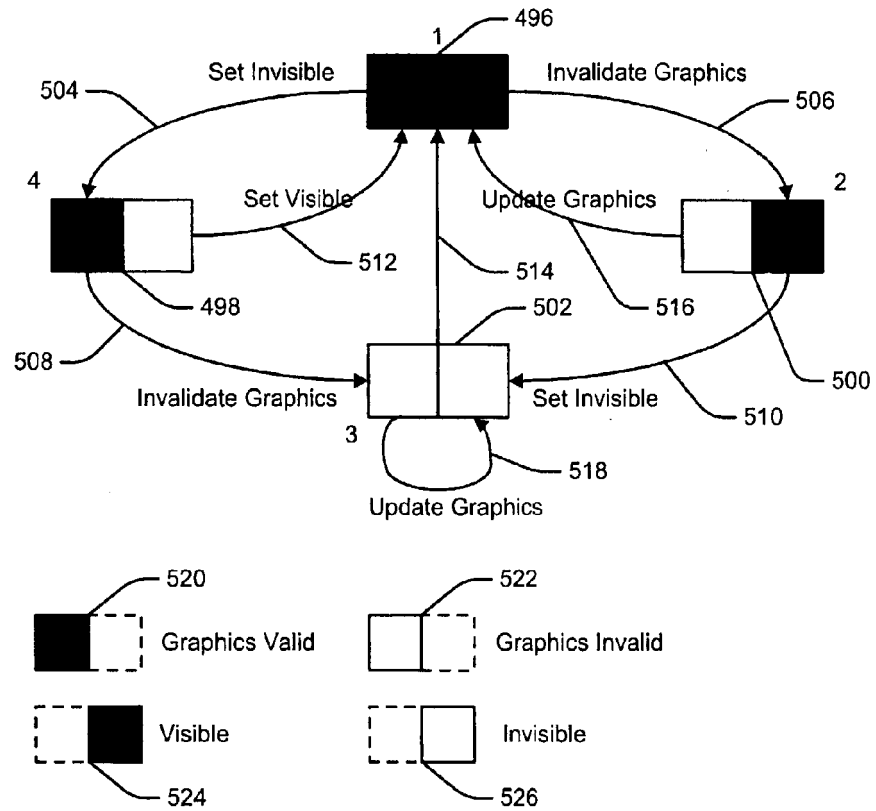 1
496
Set Invisible
Invalidate Graphics
504
506
4
2
Set Visible
Update Graphics
512
514
516
498
502
508
500
Invalidate Graphics
Set Invisible
510
3
518
Update Graphics
520
522
Graphics Valid
Graphics Invalid
Visible
Invisible
524
526